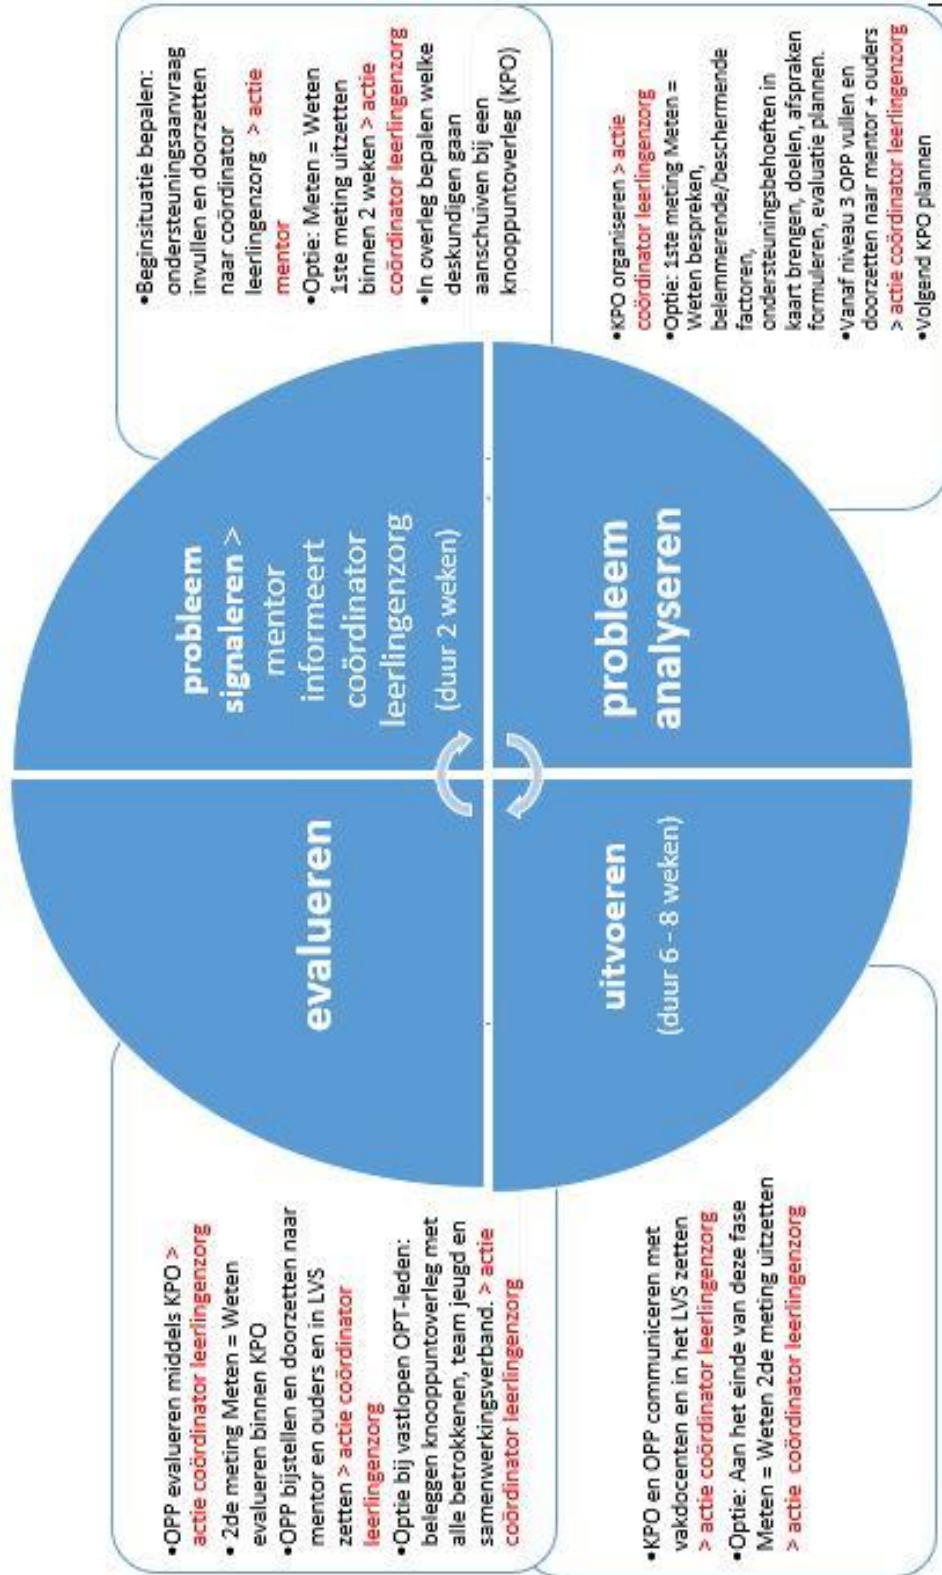 •OPP evalueren middels KPO >
actie coördinator leerlingenzorg
• 2de meting Meten = Weten
evalueren binnen KPO
•OPP bijstellen en doorzetten naar
mentor en ouders en in LVS
zetten > actie coördinator
leerlingenzorg
•Optie bij vastlopen OPT-leden:
beleggen knooppuntoverleg met
alle betrokkenen, team jeugd en
samenwerkingsverband. > actie
coördinator leerlingenzorg
evalueren
probleem
signaleren >
mentor
informeert
coördinator
leerlingenzorg
(duur 2 weken)
•Beginsituatie bepalen:
ondersteuningsaanvraag
invullen en doorzetten
naar coördinator
leerlingenzorg > actie
mentor
•Optie: Meten = Weten
1ste meting uitzetten
binnen 2 weken > actie
coördinator leerlingenzorg
•In overleg bepalen welke
deskundigen gaan
aanschuiven bij een
knooppuntoverleg (KPO)
•KPO en OPP communiceren met
vakdocenten en in het LVS zetten
> actie coördinator leerlingenzorg
•Optie: Aan het einde van deze fase
Meten = Weten 2de meting uitzetten
> actie coördinator leerlingenzorg
uitvoeren
(duur 6 – 8 weken)
probleem
analyseren
•KPO organiseren > actie
coördinator leerlingenzorg
•Optie: 1ste meting Meten =
Weten bespreken,
belemmerende/beschermende
factoren,
ondersteuningsbehoeften in
kaart brengen, doelen, afspraken
formuleren, evaluatie plannen.
•Vanaf niveau 3 OPP vullen en
doorzetten naar mentor + ouders
> actie coördinator leerlingenzorg
•Volgend KPO plannen